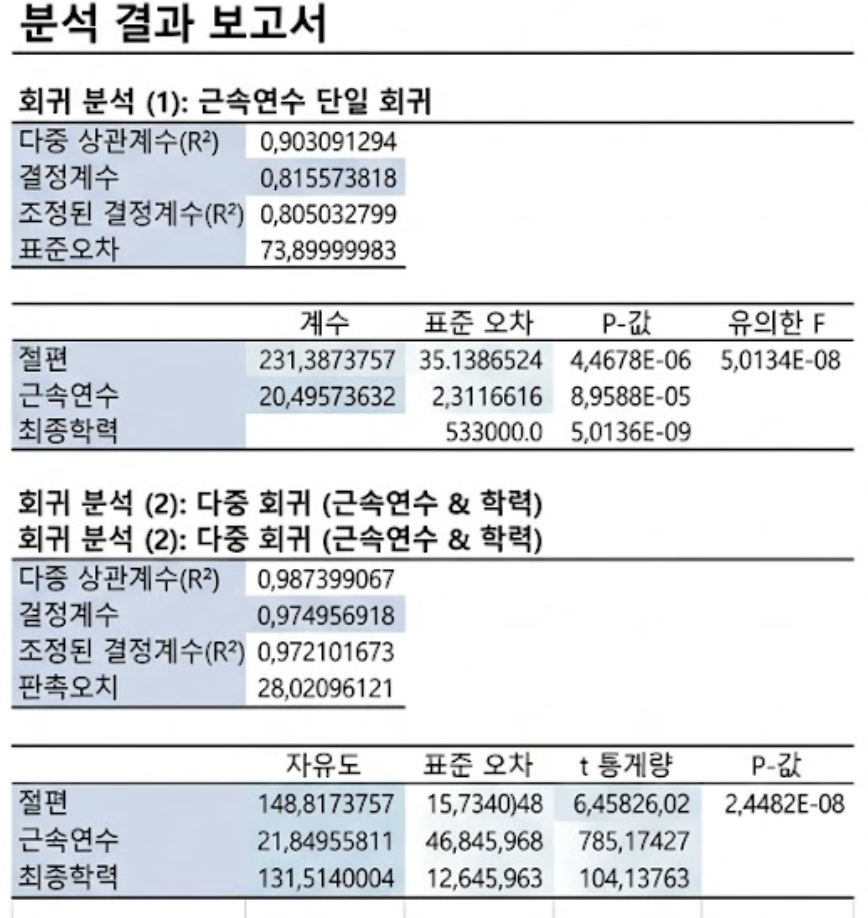 분석 결과 보고서
회귀 분석 (1): 근속연수 단일 회귀
다중 상관계수(R²) 0,903091294
결정계수 0,815573818
조정된 결정계수(R²) 0,805032799
표준오차 73,89999983
계수 표준 오차 P-값 유의한 F
절편 231,3873757 35.1386524 4,4678E-06 5,0134E-08
근속연수 20,49573632 2,3116616 8,9588E-05
최종학력 533000.0 5,0136E-09
회귀 분석 (2): 다중 회귀 (근속연수 & 학력)
회귀 분석 (2): 다중 회귀 (근속연수 & 학력)
다종 상관계수(R²) 0,987399067
결정계수 0,974956918
조정된 결정계수(R²) 0,972101673
판촉오치 28,02096121
자유도 표준 오차 t 통계량 P-값
절편 148,8173757 15,7340)48 6,45826,02 2,4482E-08
근속연수 21,84955811 46,845,968 785,17427
최종학력 131,5140004 12,645,963 104,13763